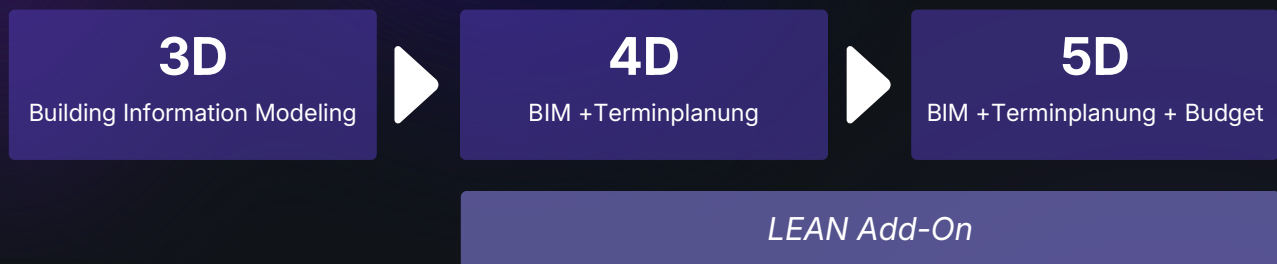 3D
Building Information Modeling
4D
BIM +Terminplanung
5D
BIM +Terminplanung + Budget
LEAN Add-On